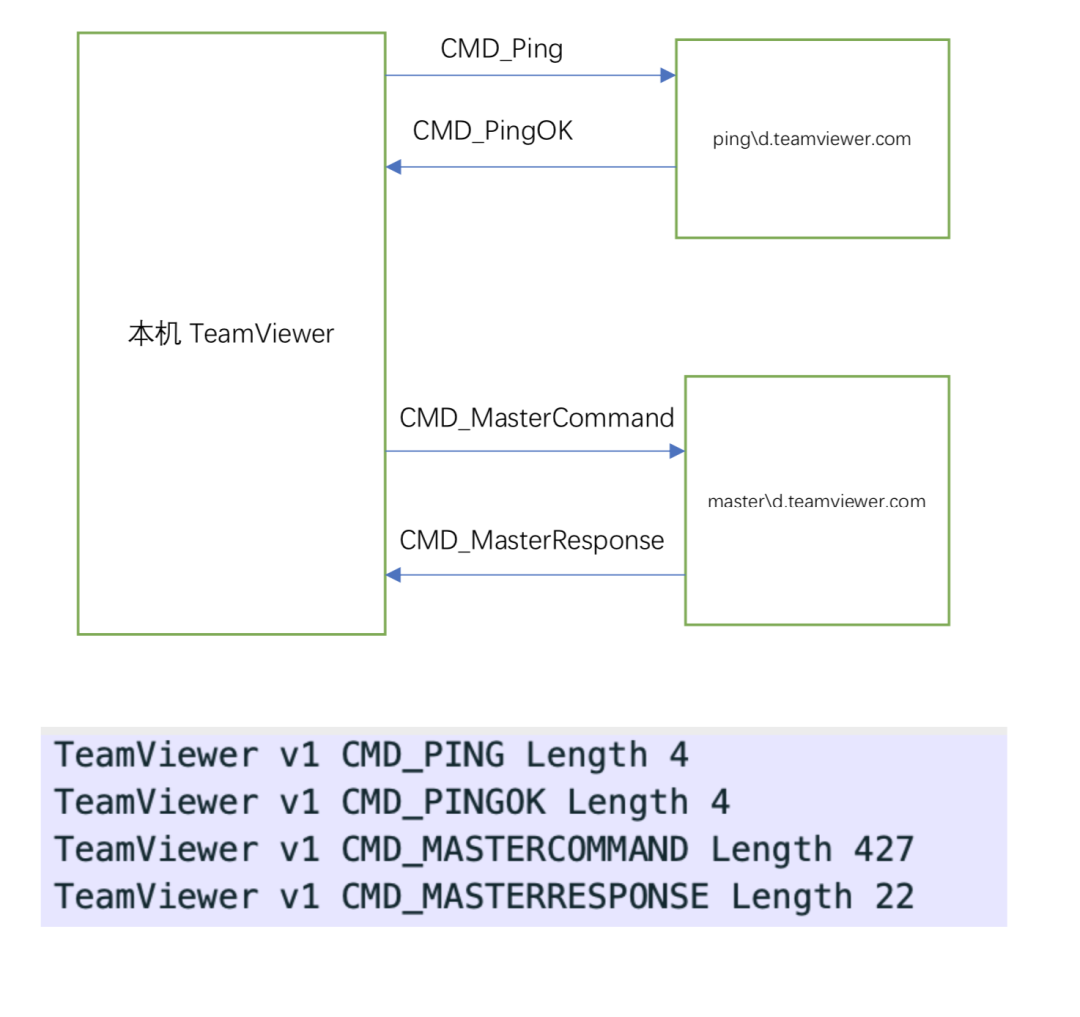 CMD_Ping
CMD_PingOK
ping\d.teamviewer.com
本机 TeamViewer
CMD_MasterCommand
master\d.teamviewer.com
CMD_MasterResponse
TeamViewer v1 CMD_PING Length 4
TeamViewer v1 CMD_PINGOK Length 4
TeamViewer v1 CMD_MASTERCOMMAND Length 427
TeamViewer v1 CMD_MASTERRESPONSE Length 22